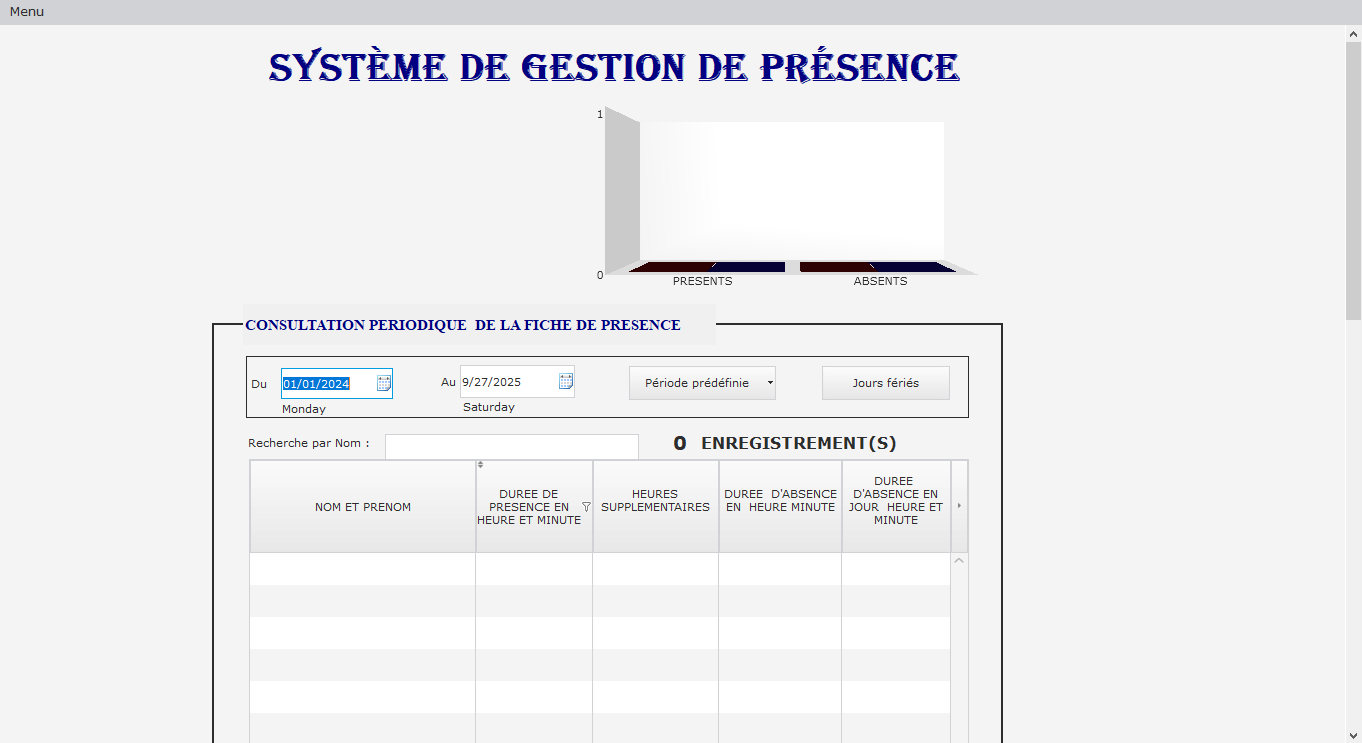 Menu
SYSTÈME DE GESTION DE PRÉSENCE
1
0
PRESENTS ABSENTS
CONSULTATION PERIODIQUE DE LA FICHE DE PRESENCE
Du 01/01/2024 Au 9/27/2025 Période prédéfinie Jours fériés
Monday Saturday
Recherche par Nom : 0 ENREGISTREMENT(S)
NOM ET PRENOM
DUREE DE
PRESENCE EN
HEURE ET MINUTE
HEURES
SUPPLEMENTAIRES
DUREE D'ABSENCE
EN HEURE MINUTE
DUREE
D'ABSENCE EN
JOUR HEURE ET
MINUTE